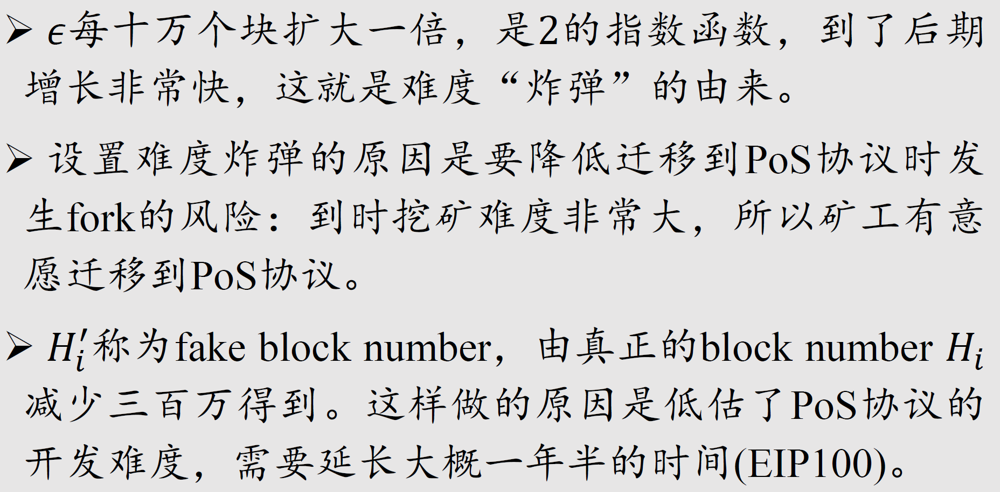 ➢ ϵ每十万个块扩大一倍，是2的指数函数，到了后期
增长非常快，这就是难度“炸弹”的由来。
➢ 设置难度炸弹的原因是要降低迁移到PoS协议时发
生fork的风险：到时挖矿难度非常大，所以矿工有意
愿迁移到PoS协议。
➢ H′ᵢ称为fake block number，由真正的block number Hᵢ
减少三百万得到。这样做的原因是低估了PoS协议的
开发难度，需要延长大概一年半的时间(EIP100)。